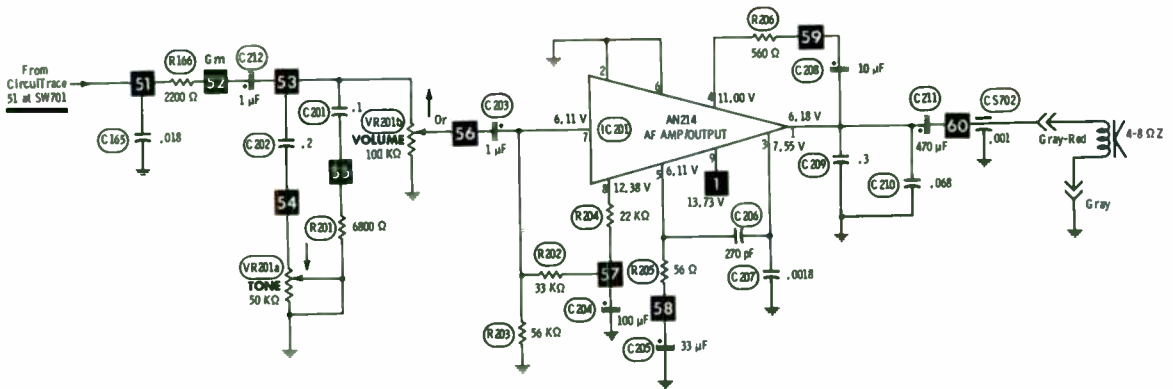 From
CircuiTrace
51 at SW701
51
R166
2200 Ω
Gm
52
C212
1 µF
53
C165
.018
C201
.1
C202
.2
54
R201
6800 Ω
VR201a
TONE
50 KΩ
VR201b
VOLUME
100 KΩ
Or
56
C203
1 µF
6.11 V
7
IC201
AN214
AF AMP/OUTPUT
2
6
4
11.00 V
R206
560 Ω
59
C208
10 µF
6.18 V
1
3
7.55 V
9
1
13.73 V
5
6.11 V
8
12.38 V
R204
22 KΩ
R202
33 KΩ
57
R203
56 KΩ
C204
100 µF
R205
56 Ω
58
C205
33 µF
C206
270 pF
C207
.0018
C209
.3
C210
.068
C211
470 µF
60
CS702
.001
Gray-Red
4-8 Ω Z
Gray